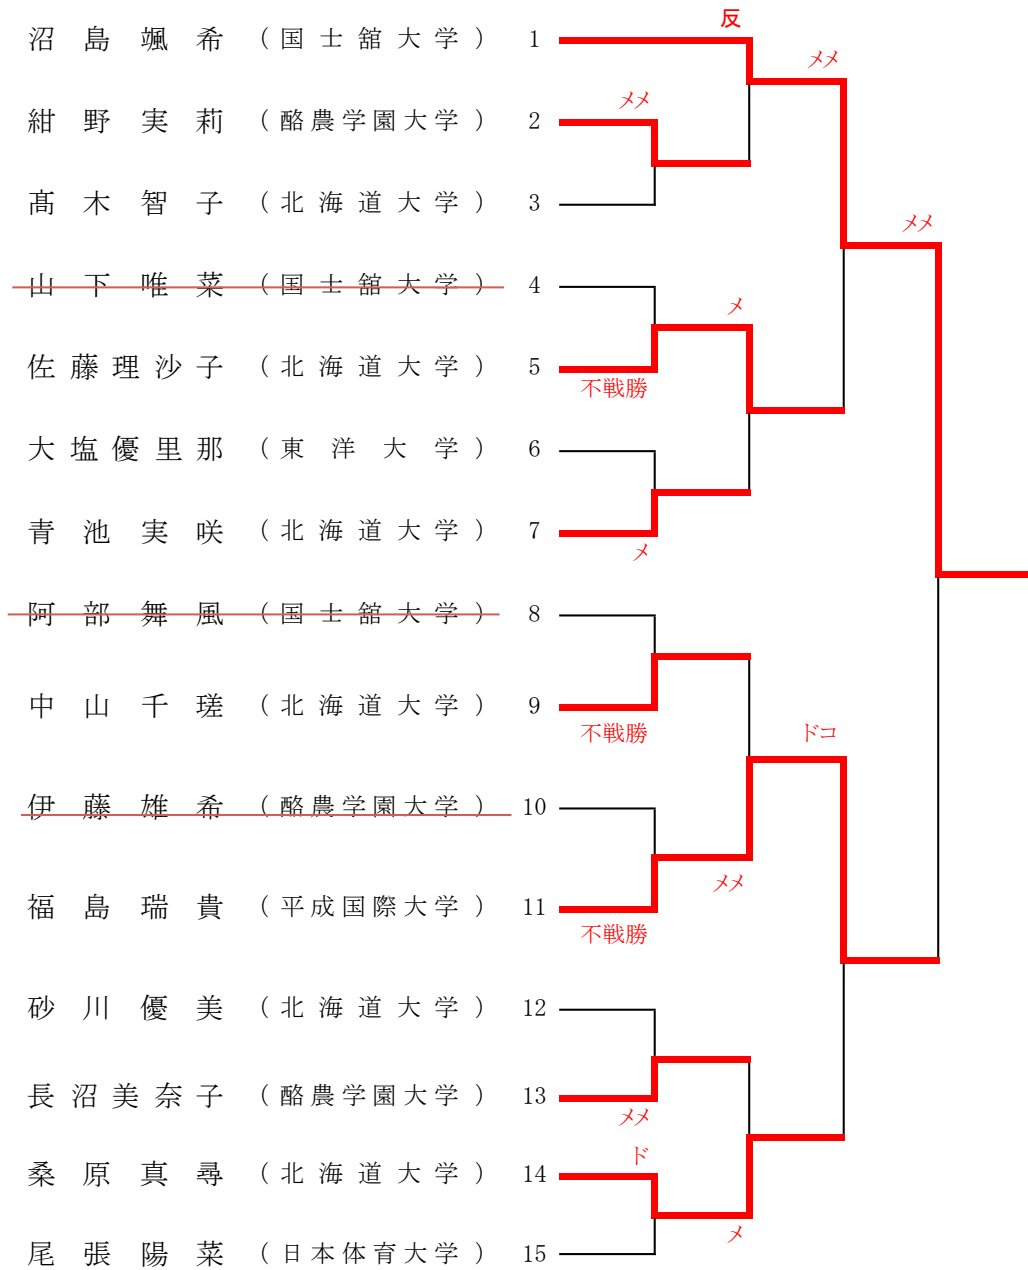 反
沼島颯希 (国士舘大学) 1
メメ
メメ
紺野実莉 (酪農学園大学) 2
髙木智子 (北海道大学) 3
メメ
山下唯菜 (国士舘大学) 4
メ
佐藤理沙子 (北海道大学) 5
不戦勝
大塩優里那 (東洋大学) 6
青池実咲 (北海道大学) 7
メ
阿部舞風 (国士舘大学) 8
中山千瑳 (北海道大学) 9
不戦勝
ドコ
伊藤雄希 (酪農学園大学) 10
メメ
福島瑞貴 (平成国際大学) 11
不戦勝
砂川優美 (北海道大学) 12
長沼美奈子 (酪農学園大学) 13
メメ
ド
桑原真尋 (北海道大学) 14
メ
尾張陽菜 (日本体育大学) 15